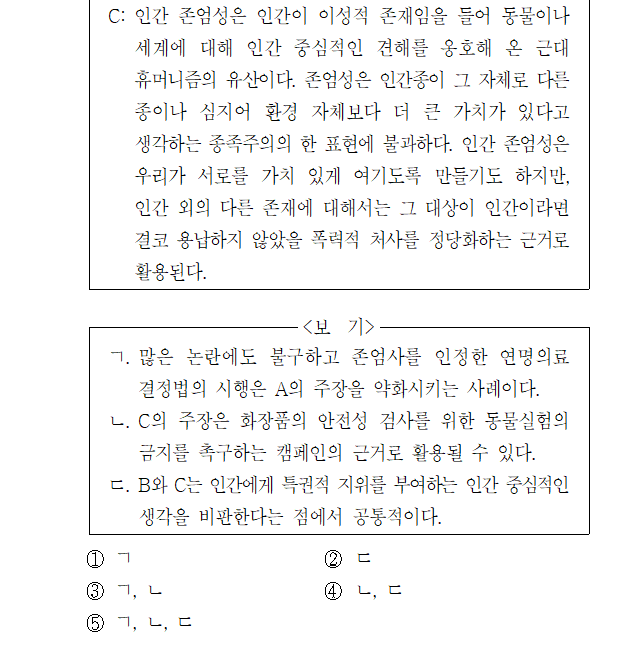 C: 인간 존엄성은 인간이 이성적 존재임을 들어 동물이나
세계에 대해 인간 중심적인 견해를 옹호해 온 근대
휴머니즘의 유산이다. 존엄성은 인간종이 그 자체로 다른
종이나 심지어 환경 자체보다 더 큰 가치가 있다고
생각하는 종족주의의 한 표현에 불과하다. 인간 존엄성은
우리가 서로를 가치 있게 여기도록 만들기도 하지만,
인간 외의 다른 존재에 대해서는 그 대상이 인간이라면
결코 용납하지 않았을 폭력적 처사를 정당화하는 근거로
활용된다.
<보 기>
ㄱ. 많은 논란에도 불구하고 존엄사를 인정한 연명의료
결정법의 시행은 A의 주장을 약화시키는 사례이다.
ㄴ. C의 주장은 화장품의 안전성 검사를 위한 동물실험의
금지를 촉구하는 캠페인의 근거로 활용될 수 있다.
ㄷ. B와 C는 인간에게 특권적 지위를 부여하는 인간 중심적인
생각을 비판한다는 점에서 공통적이다.
① ㄱ ② ㄷ
③ ㄱ, ㄴ ④ ㄴ, ㄷ
⑤ ㄱ, ㄴ, ㄷ